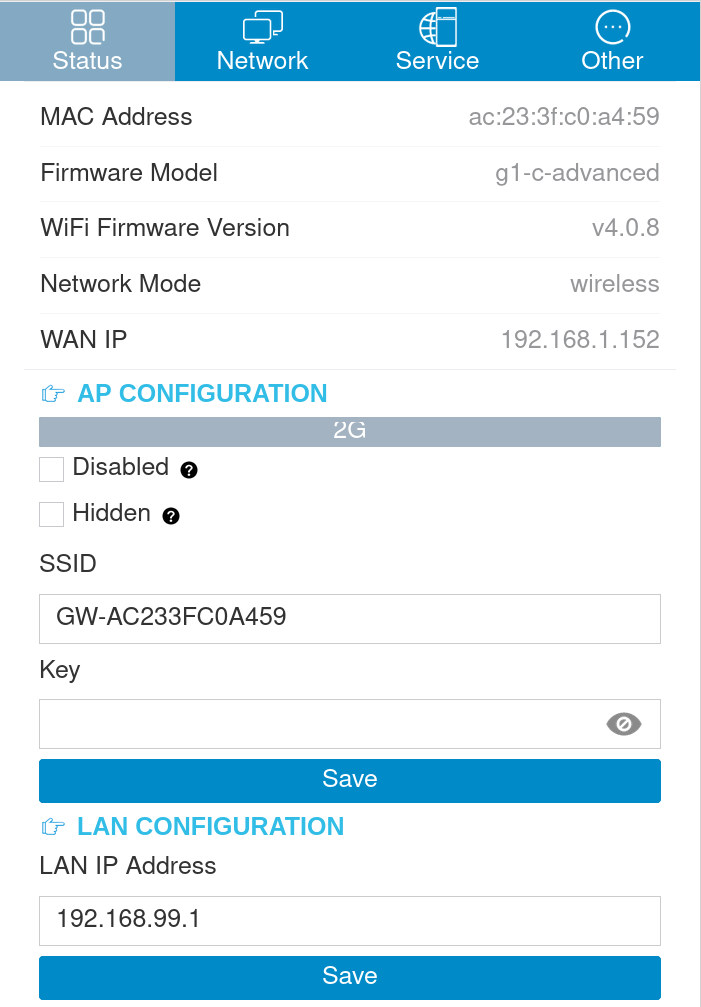 Status Network Service Other
MAC Address ac:23:3f:c0:a4:59
Firmware Model g1-c-advanced
WiFi Firmware Version v4.0.8
Network Mode wireless
WAN IP 192.168.1.152
AP CONFIGURATION
2G
Disabled ?
Hidden ?
SSID
GW-AC233FC0A459
Key
Save
LAN CONFIGURATION
LAN IP Address
192.168.99.1
Save